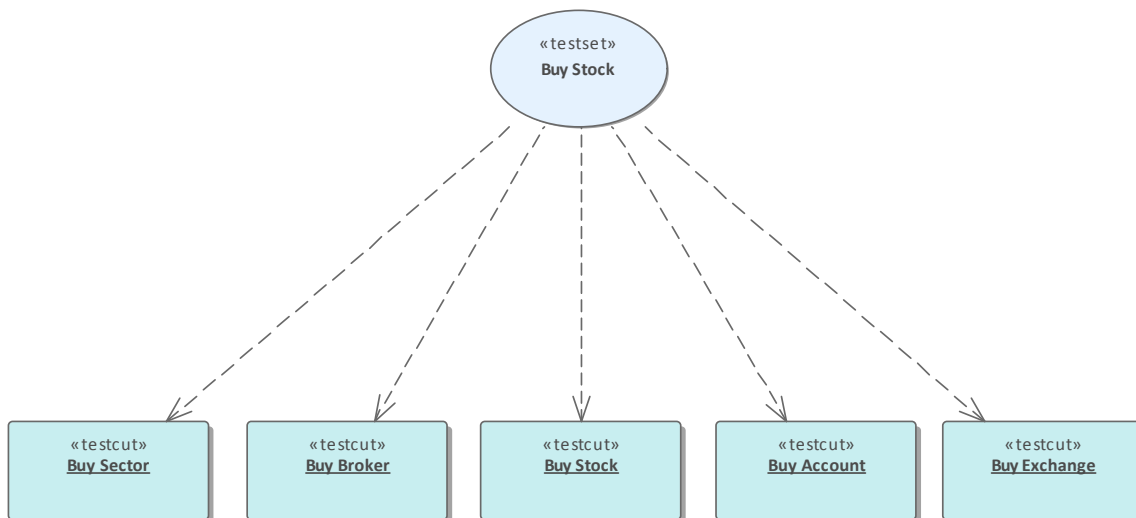 «testset»
Buy Stock
«testcut»
Buy Sector
«testcut»
Buy Broker
«testcut»
Buy Stock
«testcut»
Buy Account
«testcut»
Buy Exchange